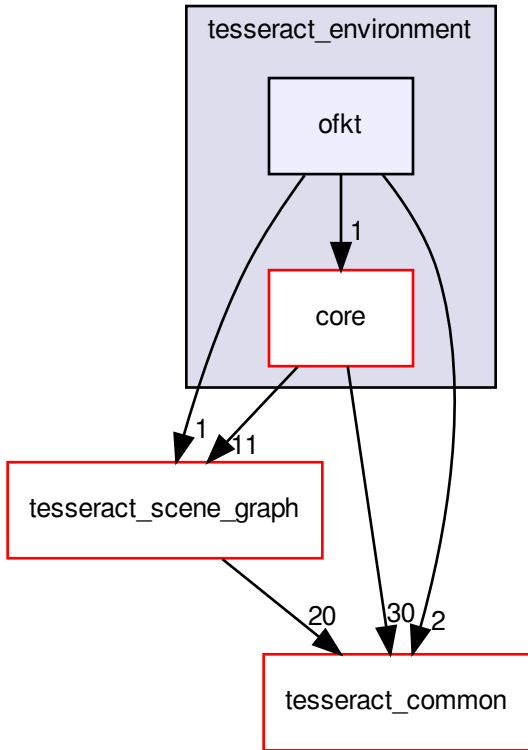 tesseract_environment
ofkt
1
core
1
11
tesseract_scene_graph
20
30
2
tesseract_common